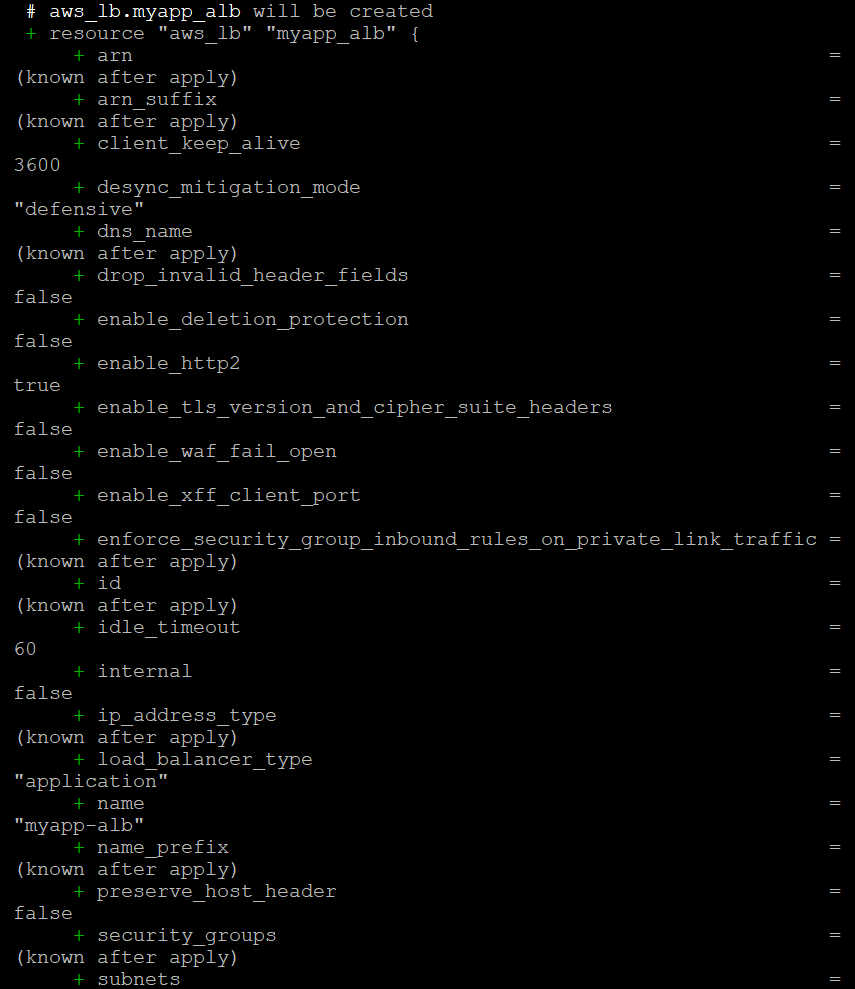 # aws_lb.myapp_alb will be created
+ resource "aws_lb" "myapp_alb" {
+ arn =
(known after apply)
+ arn_suffix =
(known after apply)
+ client_keep_alive =
3600
+ desync_mitigation_mode =
"defensive"
+ dns_name =
(known after apply)
+ drop_invalid_header_fields =
false
+ enable_deletion_protection =
false
+ enable_http2 =
true
+ enable_tls_version_and_cipher_suite_headers =
false
+ enable_waf_fail_open =
false
+ enable_xff_client_port =
false
+ enforce_security_group_inbound_rules_on_private_link_traffic =
(known after apply)
+ id =
(known after apply)
+ idle_timeout =
60
+ internal =
false
+ ip_address_type =
(known after apply)
+ load_balancer_type =
"application"
+ name =
"myapp-alb"
+ name_prefix =
(known after apply)
+ preserve_host_header =
false
+ security_groups =
(known after apply)
+ subnets =